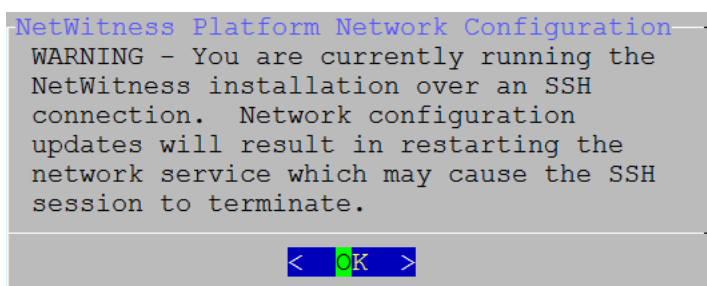 NetWitness Platform Network Configuration
WARNING - You are currently running the
NetWitness installation over an SSH
connection.  Network configuration
updates will result in restarting the
network service which may cause the SSH
session to terminate.
<  OK  >